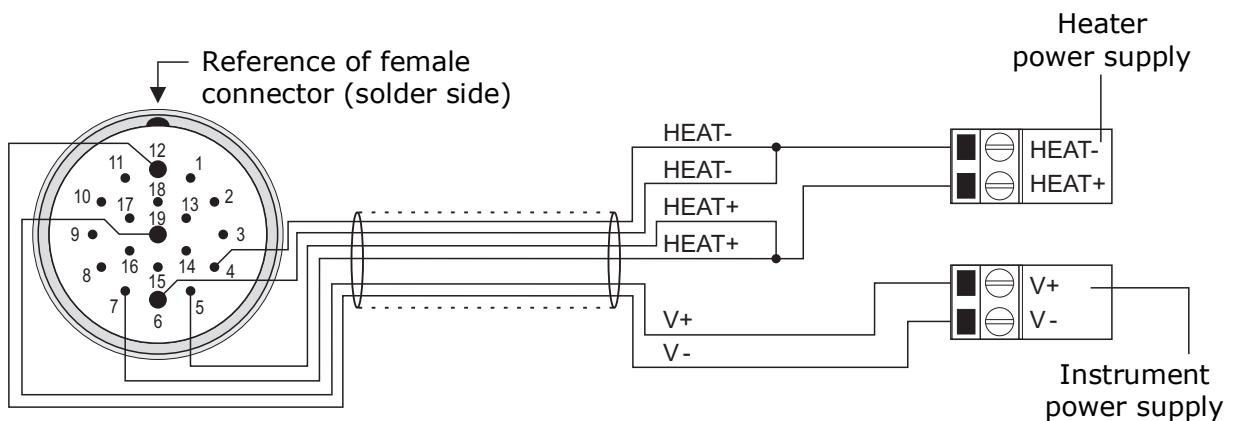 Heater
power supply
Reference of female
connector (solder side)
HEAT-
HEAT-
HEAT+
HEAT+
V+
V-
HEAT-
HEAT+
V+
V-
Instrument
power supply
12
11
1
10
18
2
17
13
19
9
3
8
16
14
4
15
7
5
6